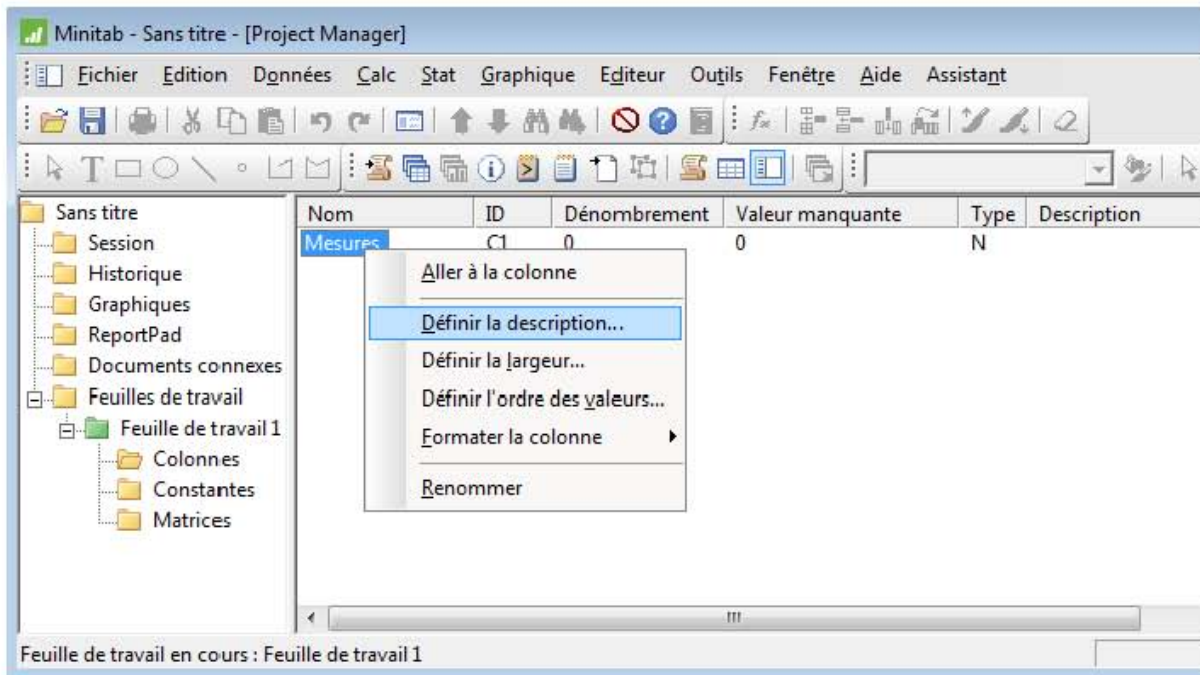 Minitab - Sans titre - [Project Manager]
Fichier Edition Données Calc Stat Graphique Editeur Outils Fenêtre Aide Assistant
Sans titre
Session
Historique
Graphiques
ReportPad
Documents connexes
Feuilles de travail
Feuille de travail 1
Colonnes
Constantes
Matrices
Nom ID Dénombrement Valeur manquante Type Description
Mesures C1 0 0 N
Aller à la colonne
Définir la description...
Définir la largeur...
Définir l'ordre des valeurs...
Formater la colonne
Renommer
Feuille de travail en cours : Feuille de travail 1